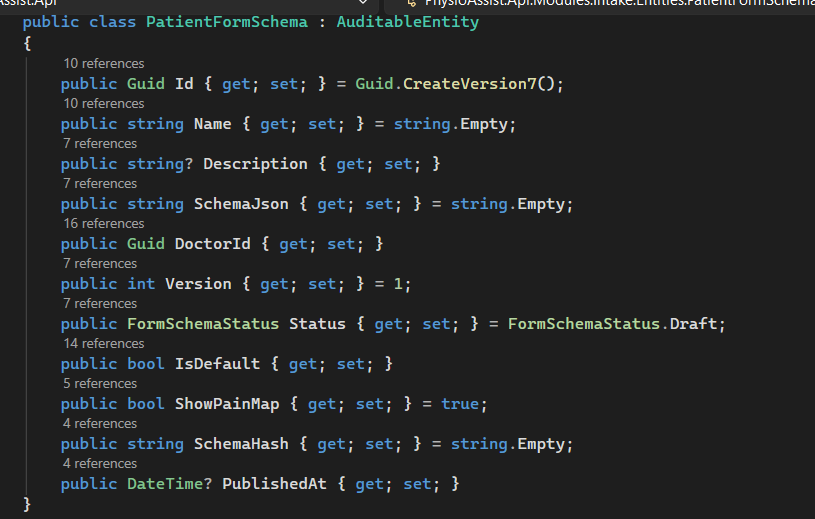 Assist.Api
PhysioAssist.Api.Modules.Intake.Entities.PatientFormSchema
public class PatientFormSchema : AuditableEntity
{
10 references
public Guid Id { get; set; } = Guid.CreateVersion7();
10 references
public string Name { get; set; } = string.Empty;
7 references
public string? Description { get; set; }
7 references
public string SchemaJson { get; set; } = string.Empty;
16 references
public Guid DoctorId { get; set; }
7 references
public int Version { get; set; } = 1;
7 references
public FormSchemaStatus Status { get; set; } = FormSchemaStatus.Draft;
14 references
public bool IsDefault { get; set; }
5 references
public bool ShowPainMap { get; set; } = true;
4 references
public string SchemaHash { get; set; } = string.Empty;
4 references
public DateTime? PublishedAt { get; set; }
}